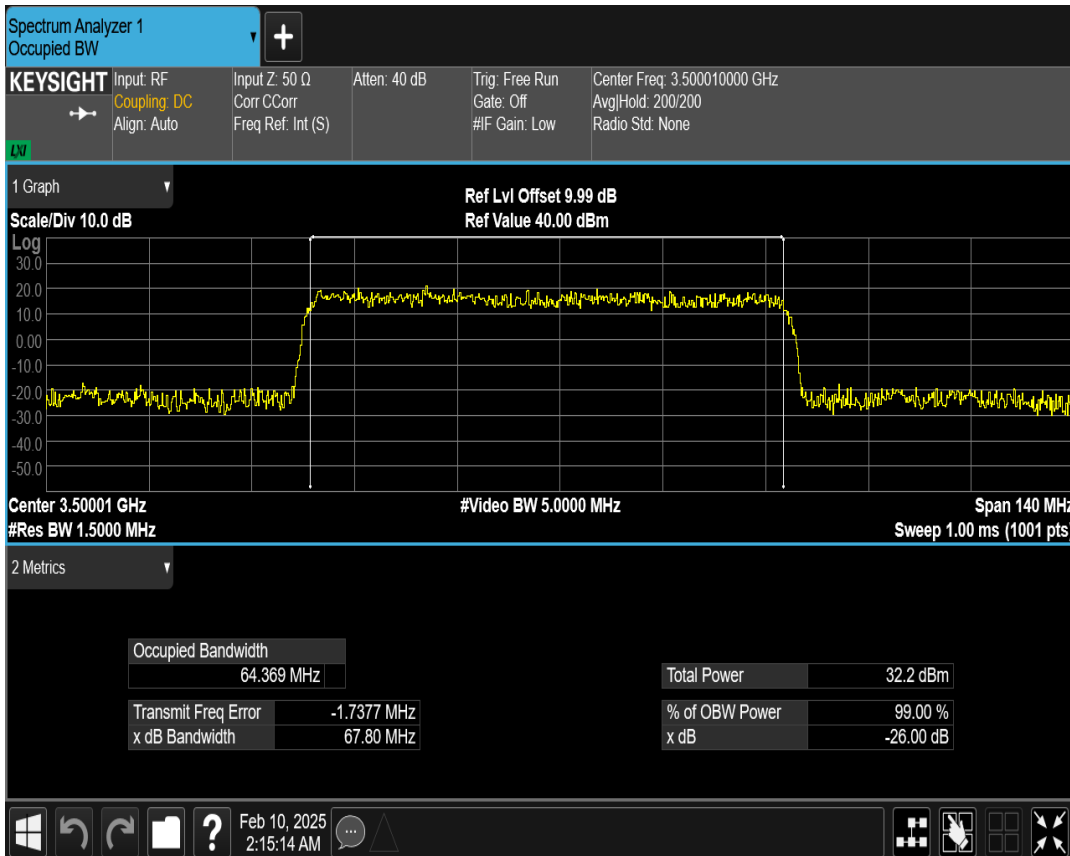 Spectrum Analyzer 1
Occupied BW
+
KEYSIGHT
LXI
Input: RF
Coupling: DC
Align: Auto
Input Z: 50 Ω
Corr CCorr
Freq Ref: Int (S)
Atten: 40 dB
Trig: Free Run
Gate: Off
#IF Gain: Low
Center Freq: 3.500010000 GHz
Avg|Hold: 200/200
Radio Std: None
1 Graph
Scale/Div 10.0 dB
Ref Lvl Offset 9.99 dB
Ref Value 40.00 dBm
Log
30.0
20.0
10.0
0.00
-10.0
-20.0
-30.0
-40.0
-50.0
Center 3.50001 GHz
#Res BW 1.5000 MHz
#Video BW 5.0000 MHz
Span 140 MHz
Sweep 1.00 ms (1001 pts)
2 Metrics
Occupied Bandwidth
64.369 MHz
Transmit Freq Error -1.7377 MHz
x dB Bandwidth 67.80 MHz
Total Power 32.2 dBm
% of OBW Power 99.00 %
x dB -26.00 dB
?
Feb 10, 2025
2:15:14 AM